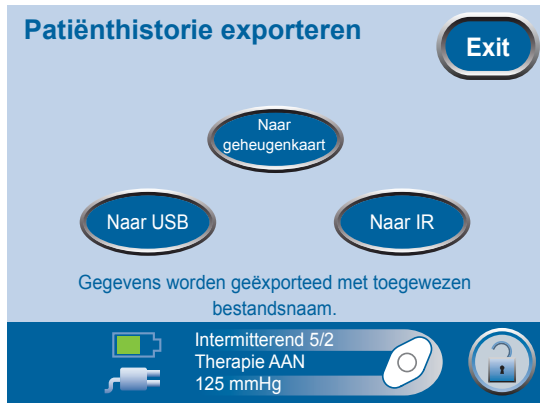 Patiënthistorie exporteren
Exit
Naar
geheugenkaart
Naar USB
Naar IR
Gegevens worden geëxporteed met toegewezen
bestandsnaam.
Intermitterend 5/2
Therapie AAN
125 mmHg